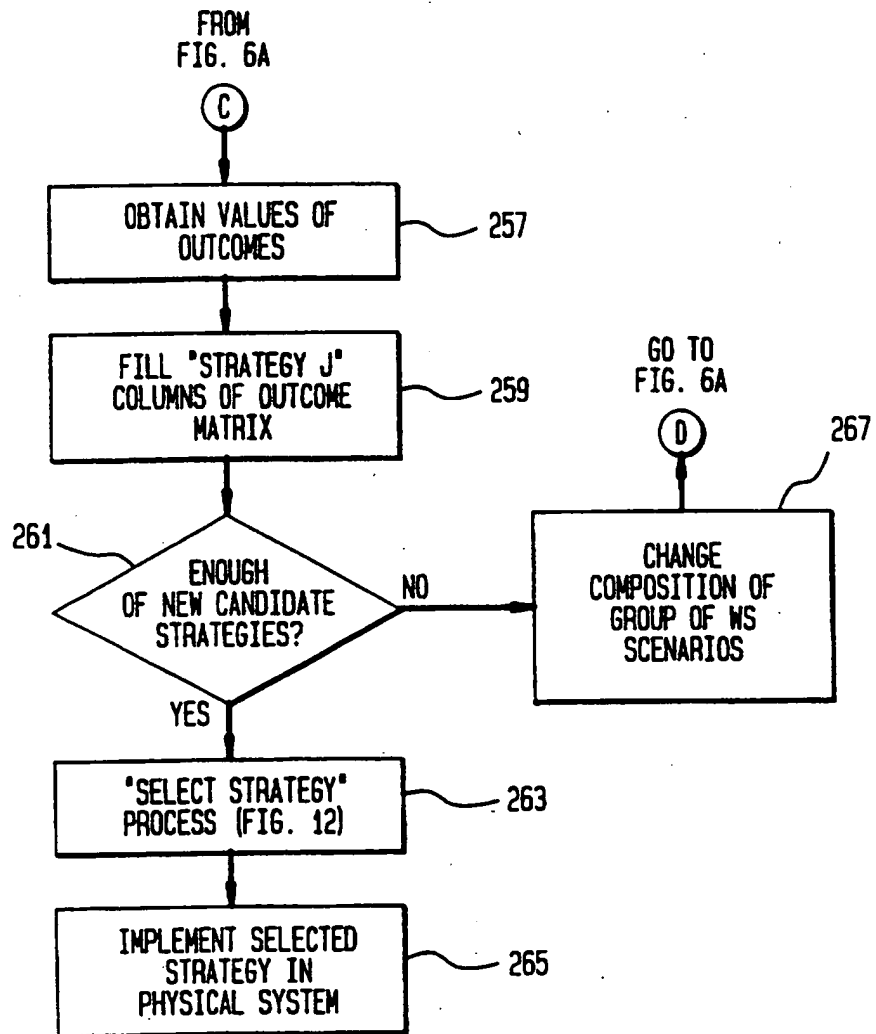 FROM
FIG. 6A
C
OBTAIN VALUES OF
OUTCOMES
257
FILL "STRATEGY J"
COLUMNS OF OUTCOME
MATRIX
259
GO TO
FIG. 6A
D
267
261
ENOUGH
OF NEW CANDIDATE
STRATEGIES?
NO
CHANGE
COMPOSITION OF
GROUP OF WS
SCENARIOS
YES
"SELECT STRATEGY"
PROCESS (FIG. 12)
263
IMPLEMENT SELECTED
STRATEGY IN
PHYSICAL SYSTEM
265